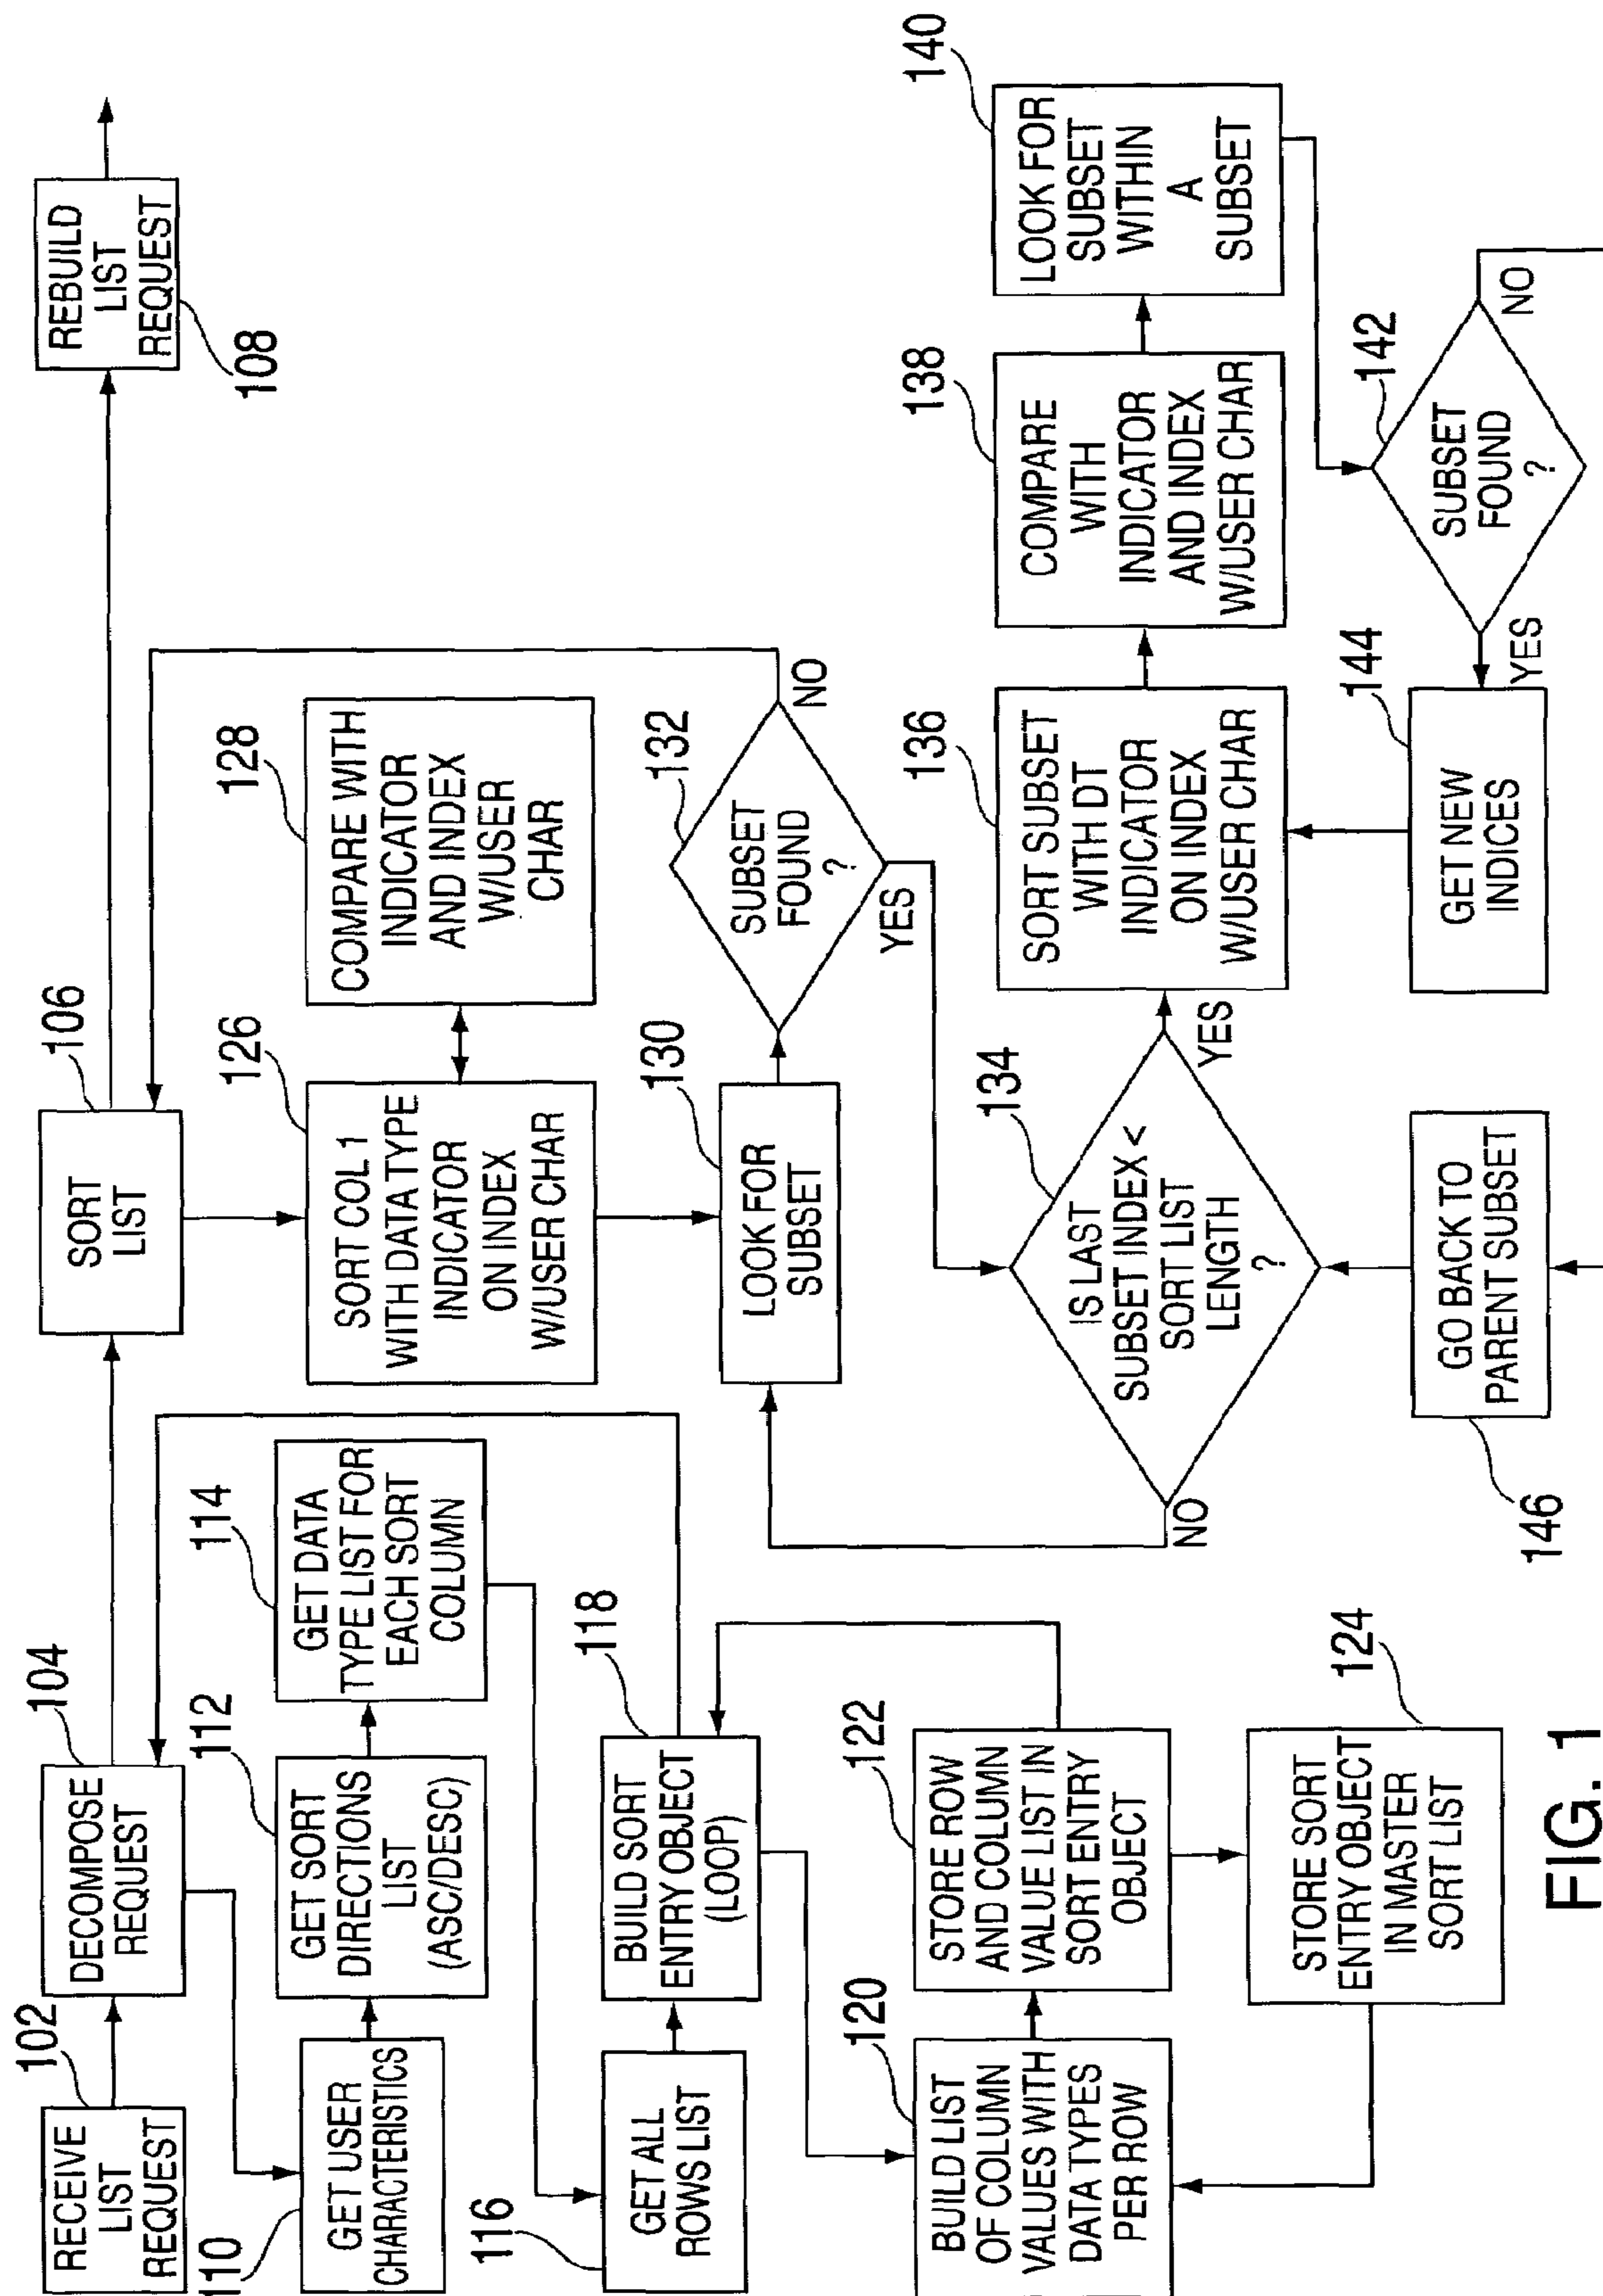 102
RECEIVE
LIST
REQUEST
104
DECOMPOSE
REQUEST
106
SORT
LIST
REBUILD
LIST
REQUEST
108
110
GET USER
CHARACTERISTICS
112
GET SORT
DIRECTIONS
LIST
(ASC/DESC)
114
GET DATA
TYPE LIST FOR
EACH SORT
COLUMN
116
GET ALL
ROWS LIST
118
BUILD SORT
ENTRY OBJECT
(LOOP)
120
BUILD LIST
OF COLUMN
VALUES WITH
DATA TYPES
PER ROW
122
STORE ROW
AND COLUMN
VALUE LIST IN
SORT ENTRY
OBJECT
124
STORE SORT
ENTRY OBJECT
IN MASTER
SORT LIST
126
SORT COL 1
WITH DATA TYPE
INDICATOR
ON INDEX
W/USER CHAR
128
COMPARE WITH
INDICATOR
AND INDEX
W/USER
CHAR
130
LOOK FOR
SUBSET
132
SUBSET
FOUND
?
NO
YES
134
IS LAST
SUBSET INDEX <
SORT LIST
LENGTH
?
NO
YES
136
SORT SUBSET
WITH DT
INDICATOR
ON INDEX
W/USER CHAR
138
COMPARE
WITH
INDICATOR
AND INDEX
W/USER CHAR
140
LOOK FOR
SUBSET
WITHIN
A
SUBSET
142
SUBSET
FOUND
?
NO
YES
144
GET NEW
INDICES
GO BACK TO
PARENT SUBSET
146
FIG. 1